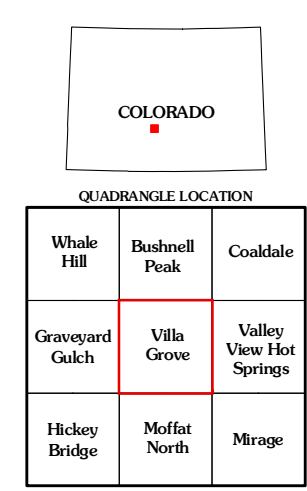 COLORADO
QUADRANGLE LOCATION
Whale
Hill
Bushnell
Peak
Coaldale
Graveyard
Gulch
Villa
Grove
Valley
View Hot
Springs
Hickey
Bridge
Moffat
North
Mirage